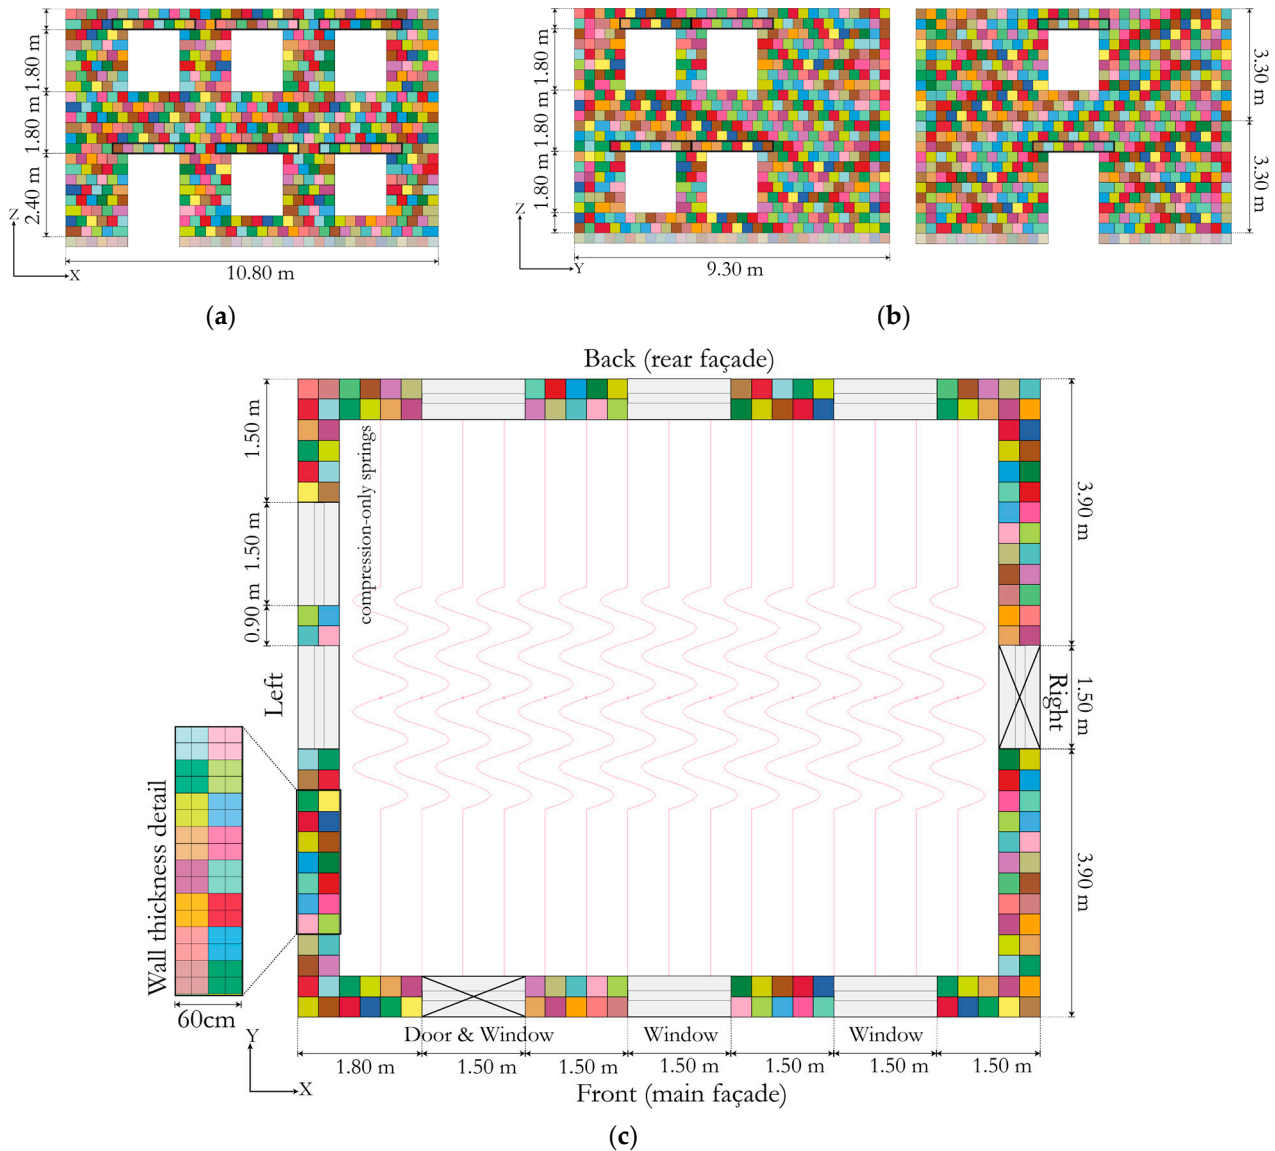 1.80 m
1.80 m
2.40 m
Z
X
10.80 m
(a)
1.80 m
1.80 m
1.80 m
Z
Y
9.30 m
3.30 m
3.30 m
(b)
Back (rear façade)
1.50 m
1.50 m
0.90 m
compression-only springs
Left
3.90 m
Right
1.50 m
3.90 m
Wall thickness detail
60cm
Door & Window
Window
Window
Y
X
1.80 m
1.50 m
1.50 m
1.50 m
1.50 m
1.50 m
1.50 m
Front (main façade)
(c)